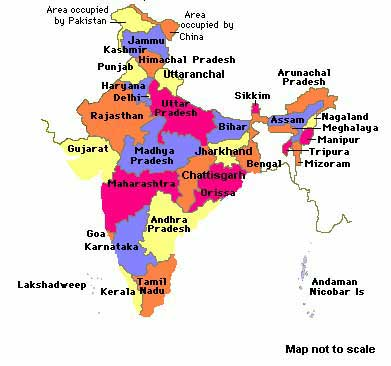 Area
occupied
by Pakistan
Area
occupied by
China
Jammu
Kashmir
Himachal Pradesh
Punjab
Uttaranchal
Arunachal
Pradesh
Haryana
Delhi
Sikkim
Rajasthan
Uttar
Pradesh
Nagaland
Assam
Bihar
Meghalaya
Manipur
Gujarat
Madhya
Pradesh
Jharkhand
Tripura
Bengal
Mizoram
Chattisgarh
Maharashtra
Orissa
Andhra
Pradesh
Goa
Karnataka
Lakshadweep
Kerala
Tamil
Nadu
Andaman
Nicobar Is
Map not to scale